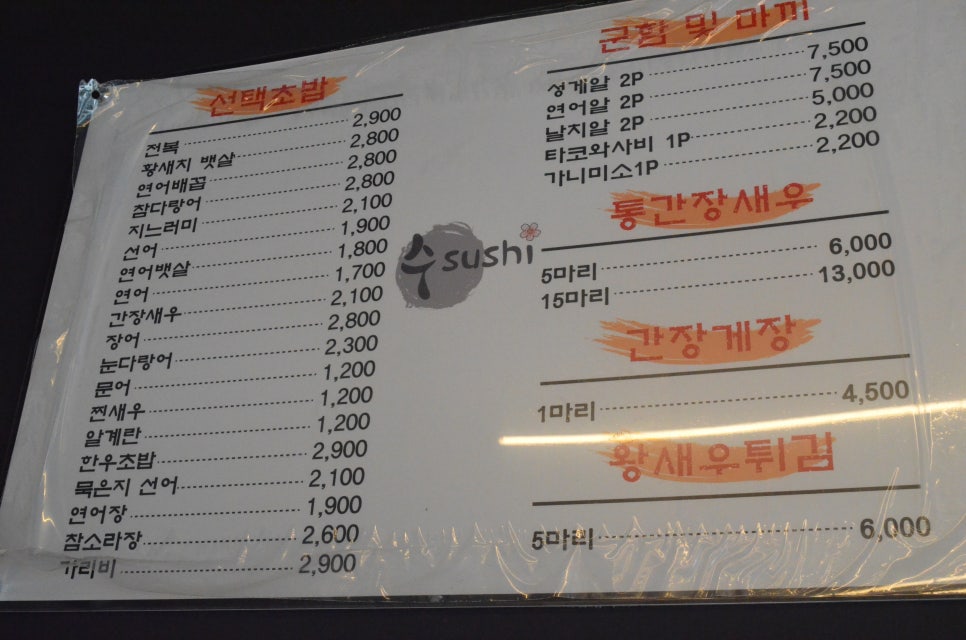 선택초밥
전복 2,900
황새지 뱃살 2,800
연어배꼽 2,800
참다랑어 2,800
지느러미 2,100
선어 1,900
연어뱃살 1,800
연어 1,700
간장새우 2,100
장어 2,800
눈다랑어 2,300
문어 1,200
찐새우 1,200
알계란 1,200
한우초밥 2,900
묵은지 선어 2,100
연어장 1,900
참소라장 2,600
가리비 2,900
수 sushi
군함 및 마끼
성게알 2P 7,500
연어알 2P 7,500
날치알 2P 5,000
타코와사비 1P 2,200
가니미소1P 2,200
통간장새우
5마리 6,000
15마리 13,000
간장게장
1마리 4,500
왕새우튀김
5마리 6,000